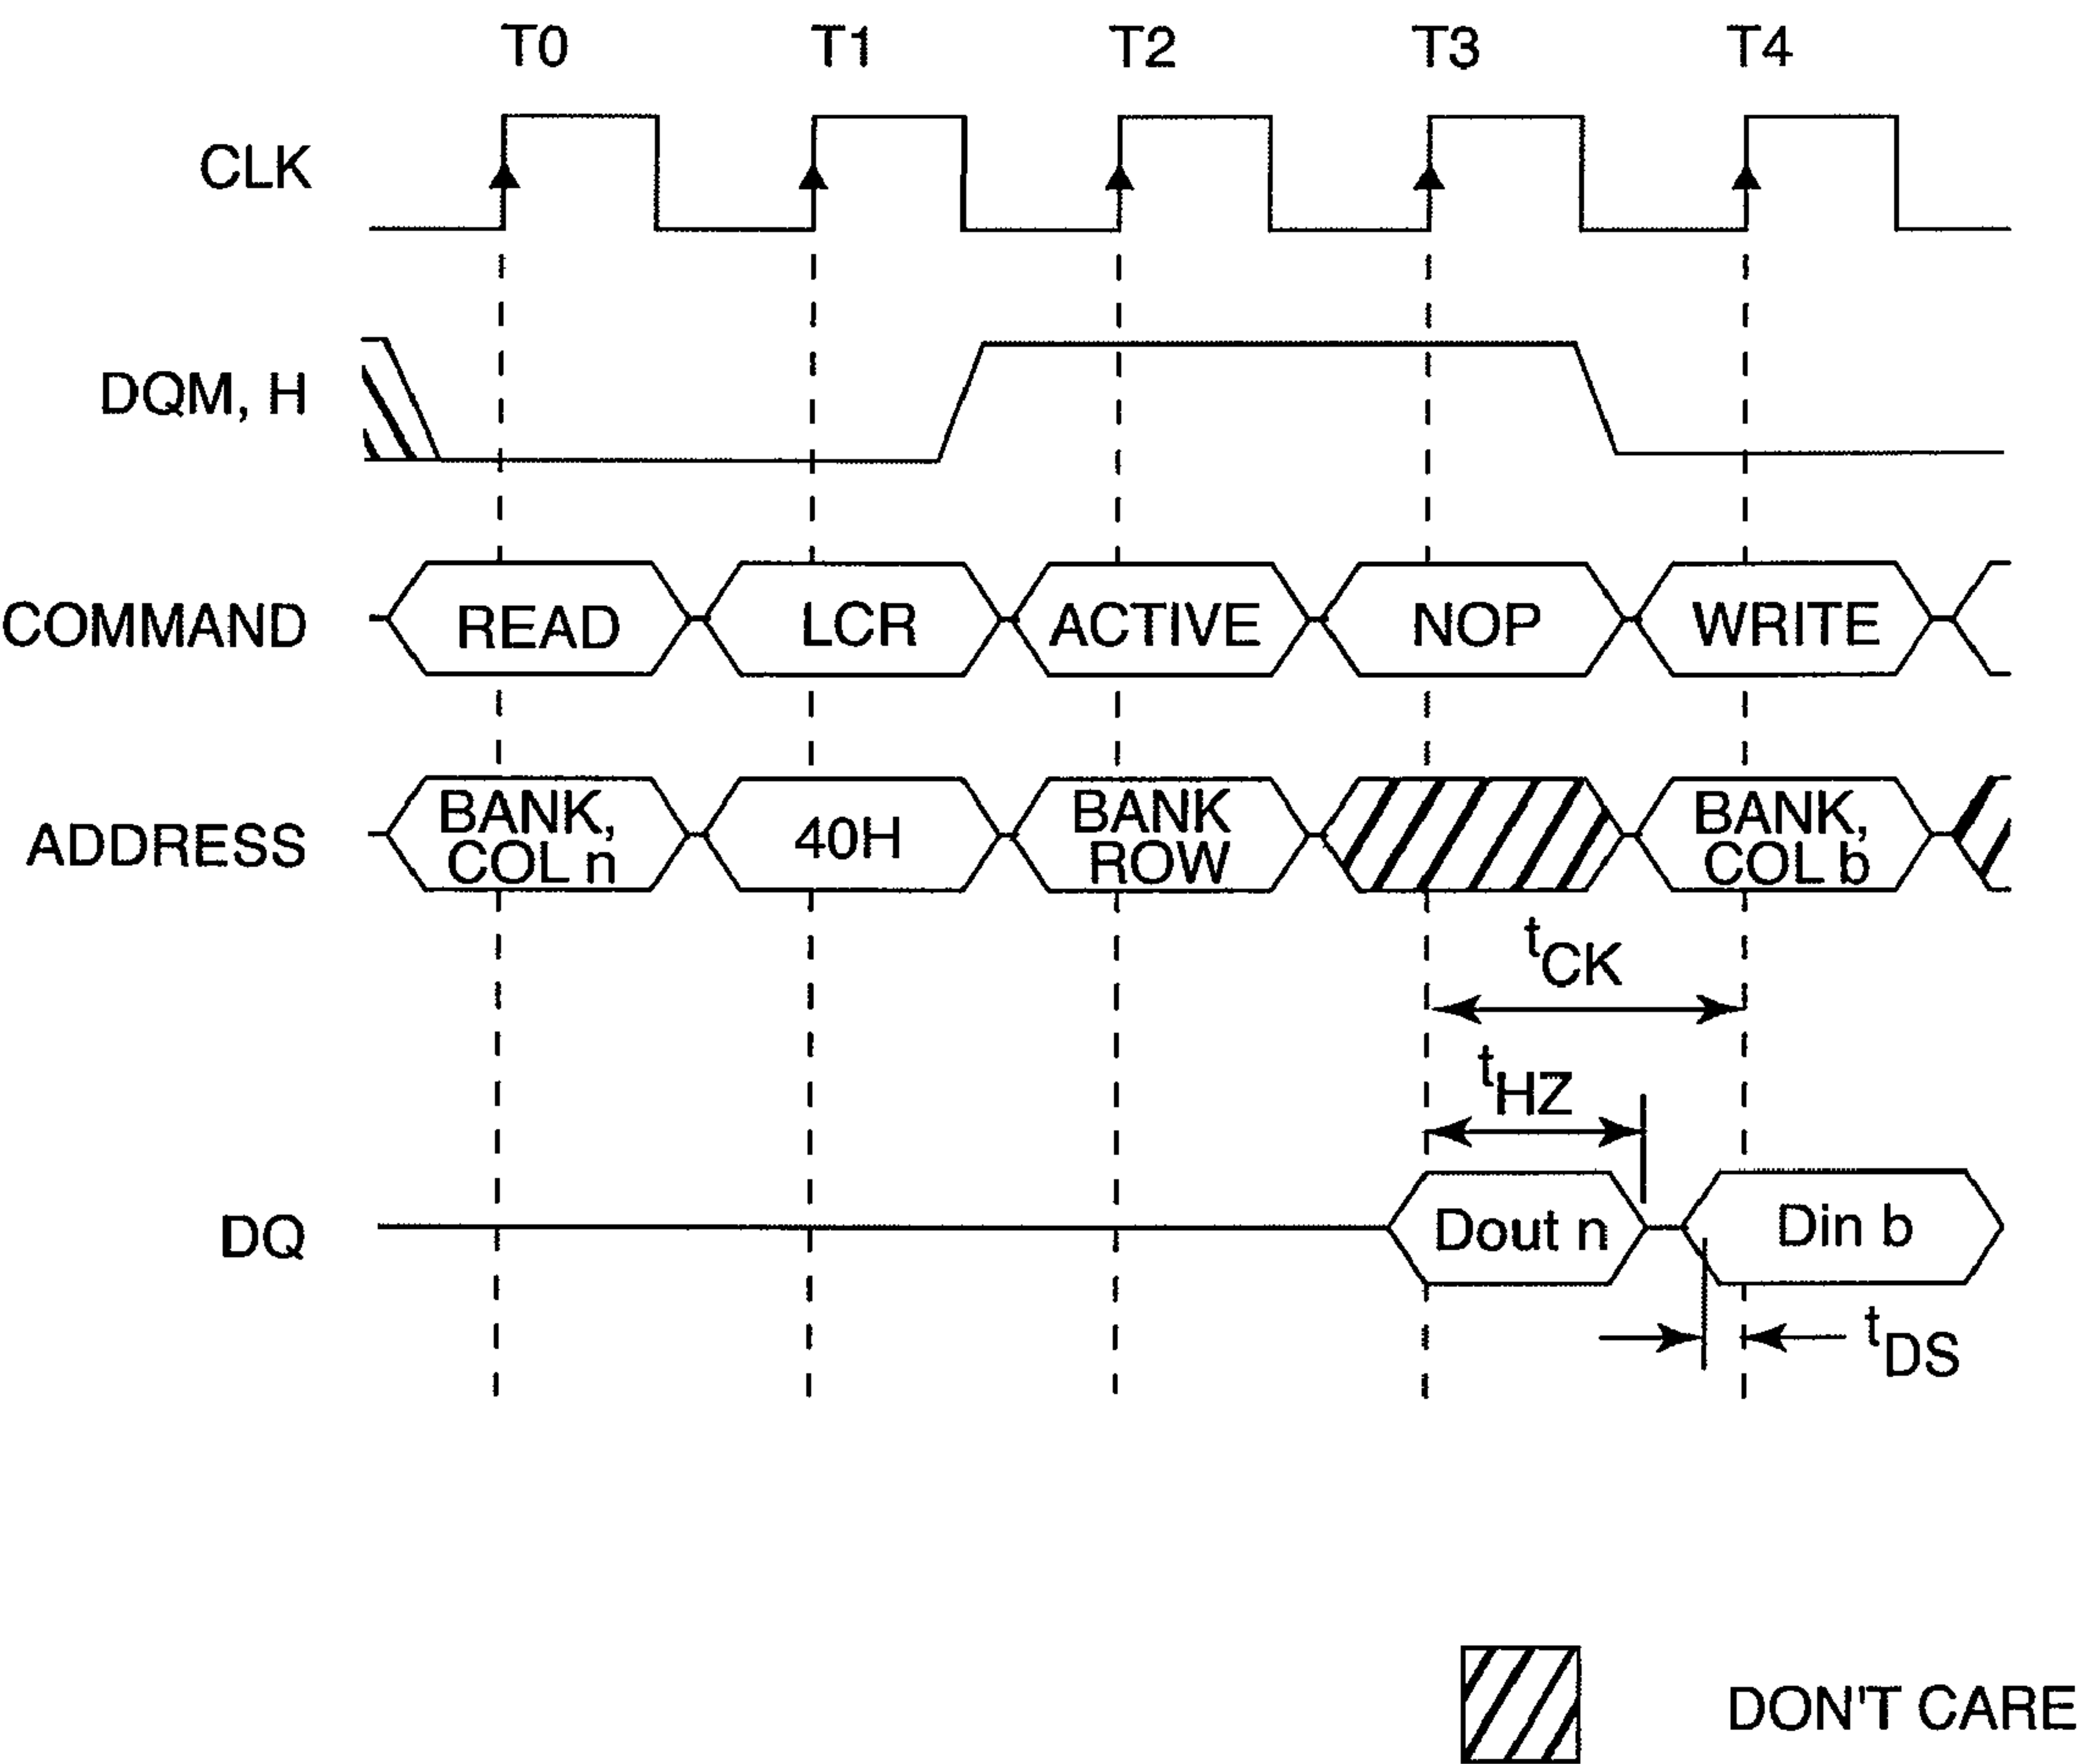 T0 T1 T2 T3 T4
CLK
DQM, H
COMMAND READ LCR ACTIVE NOP WRITE
ADDRESS BANK, COL n 40H BANK ROW BANK, COL b
tCK
tHZ
DQ Dout n Din b
tDS
DON'T CARE